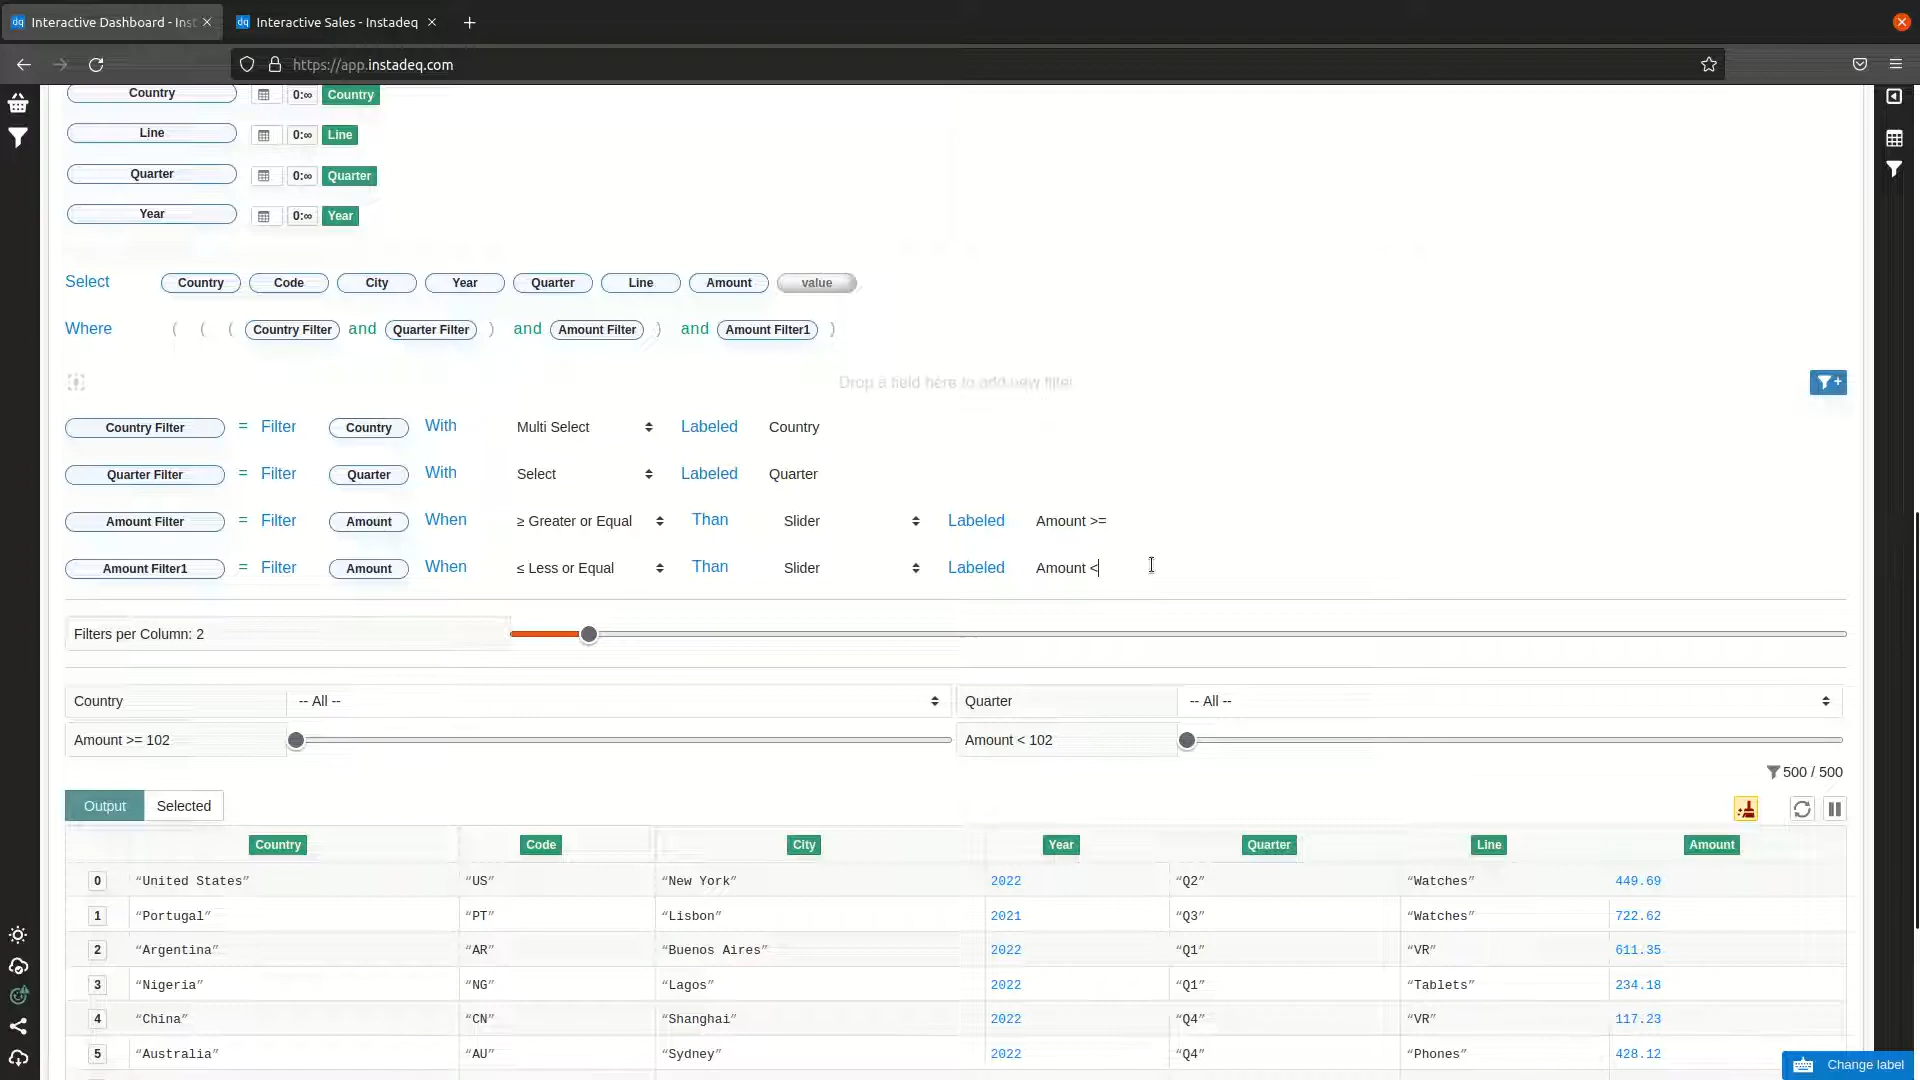 Interactive Dashboard - Inst
Interactive Sales - Instadeq
https://app.instadeq.com
Country 0:∞ Country
Line 0:∞ Line
Quarter 0:∞ Quarter
Year 0:∞ Year
Select Country Code City Year Quarter Line Amount value
Where ( ( ( Country Filter and Quarter Filter ) and Amount Filter ) and Amount Filter1 )
Drop a field here to add new filter
Country Filter = Filter Country With Multi Select Labeled Country
Quarter Filter = Filter Quarter With Select Labeled Quarter
Amount Filter = Filter Amount When ≥ Greater or Equal Than Slider Labeled Amount >=
Amount Filter1 = Filter Amount When ≤ Less or Equal Than Slider Labeled Amount <
Filters per Column: 2
Country -- All -- Quarter -- All --
Amount >= 102 Amount < 102
500 / 500
Output Selected
Country Code City Year Quarter Line Amount
0 “United States” “US” “New York” 2022 “Q2” “Watches” 449.69
1 “Portugal” “PT” “Lisbon” 2021 “Q3” “Watches” 722.62
2 “Argentina” “AR” “Buenos Aires” 2022 “Q1” “VR” 611.35
3 “Nigeria” “NG” “Lagos” 2022 “Q1” “Tablets” 234.18
4 “China” “CN” “Shanghai” 2022 “Q4” “VR” 117.23
5 “Australia” “AU” “Sydney” 2022 “Q4” “Phones” 428.12
Change label